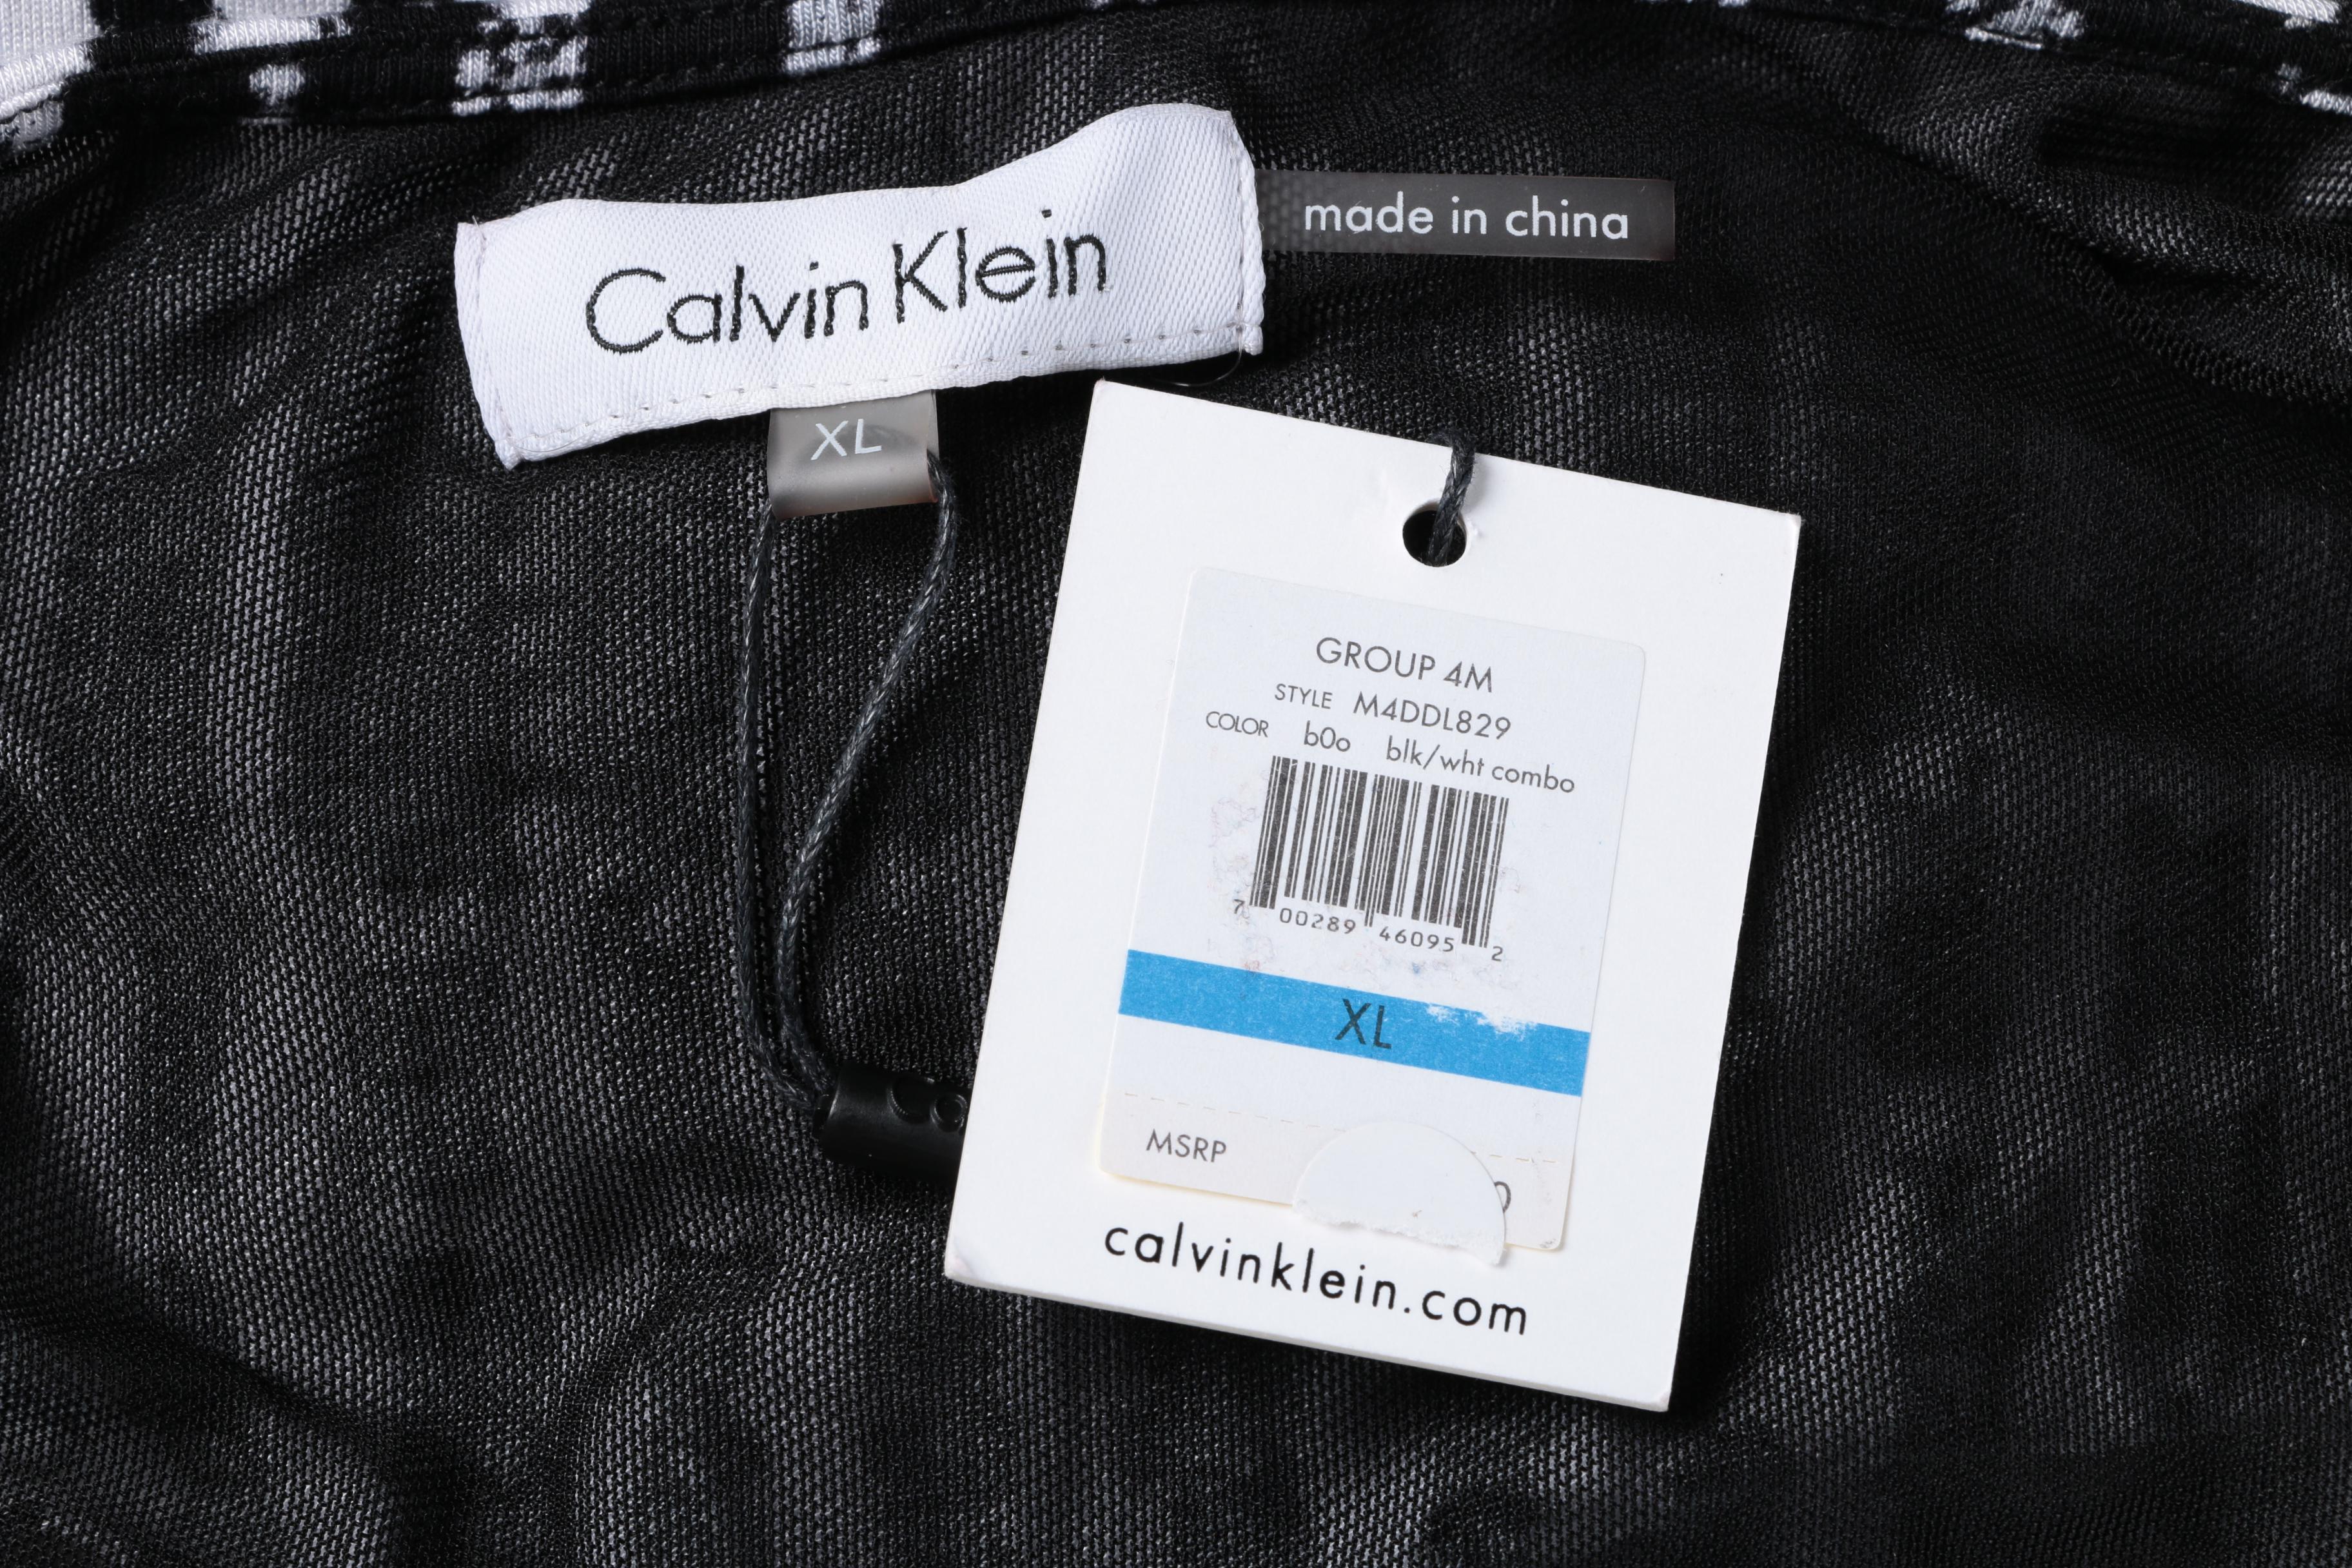 Calvin Klein
made in china
XL
GROUP 4M
STYLE M4DDL829
COLOR b0o blk/wht combo
7 00289 46095 2
XL
MSRP
calvinklein.com